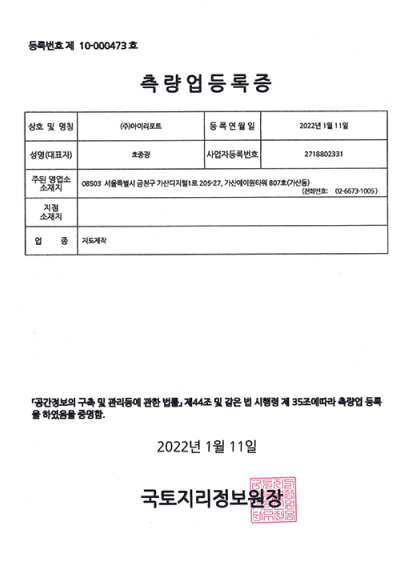 등록번호 제 10-000473 호
측 량 업 등 록 증
상호 및 명칭 (주)아이리포트 등 록 연 월 일 2022년 1월 11일
성명(대표자) 호종광 사업자등록번호 2718802331
주된 영업소 소재지 08503 서울특별시 금천구 가산디지털1로 205-27, 가산에이원타워 807호(가산동)
(전화번호: 02-6673-1005 )
지점 소재지
업 종 지도제작
「공간정보의 구축 및 관리등에 관한 법률」 제44조 및 같은 법 시행령 제 35조에따라 측량업 등록
을 하였음을 증명함.
2022년 1월 11일
국토지리정보원장